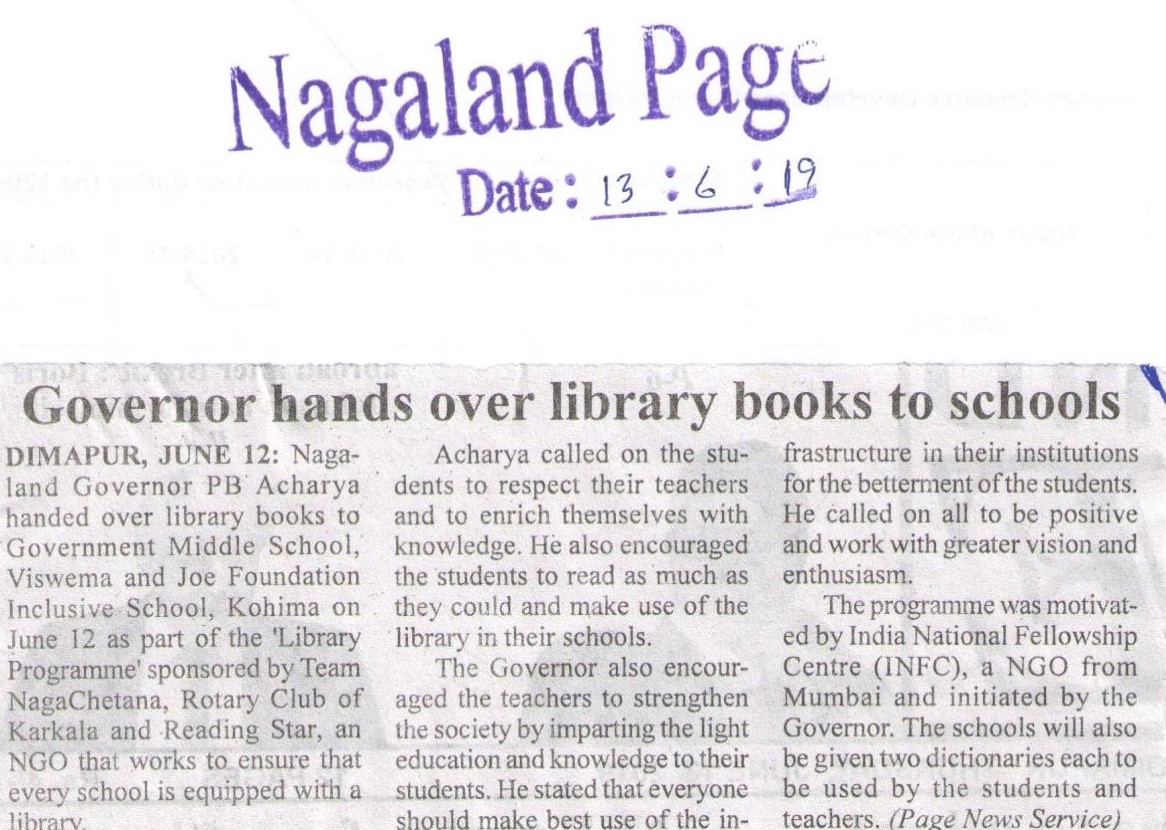 Nagaland Page
Date : 13 : 6 : 19
Governor hands over library books to schools
DIMAPUR, JUNE 12: Naga-
land Governor PB Acharya
handed over library books to
Government Middle School,
Viswema and Joe Foundation
Inclusive School, Kohima on
June 12 as part of the 'Library
Programme' sponsored by Team
NagaChetana, Rotary Club of
Karkala and Reading Star, an
NGO that works to ensure that
every school is equipped with a
library.
Acharya called on the stu-
dents to respect their teachers
and to enrich themselves with
knowledge. He also encouraged
the students to read as much as
they could and make use of the
library in their schools.
The Governor also encour-
aged the teachers to strengthen
the society by imparting the light
education and knowledge to their
students. He stated that everyone
should make best use of the in-
frastructure in their institutions
for the betterment of the students.
He called on all to be positive
and work with greater vision and
enthusiasm.
The programme was motivat-
ed by India National Fellowship
Centre (INFC), a NGO from
Mumbai and initiated by the
Governor. The schools will also
be given two dictionaries each to
be used by the students and
teachers. (Page News Service)